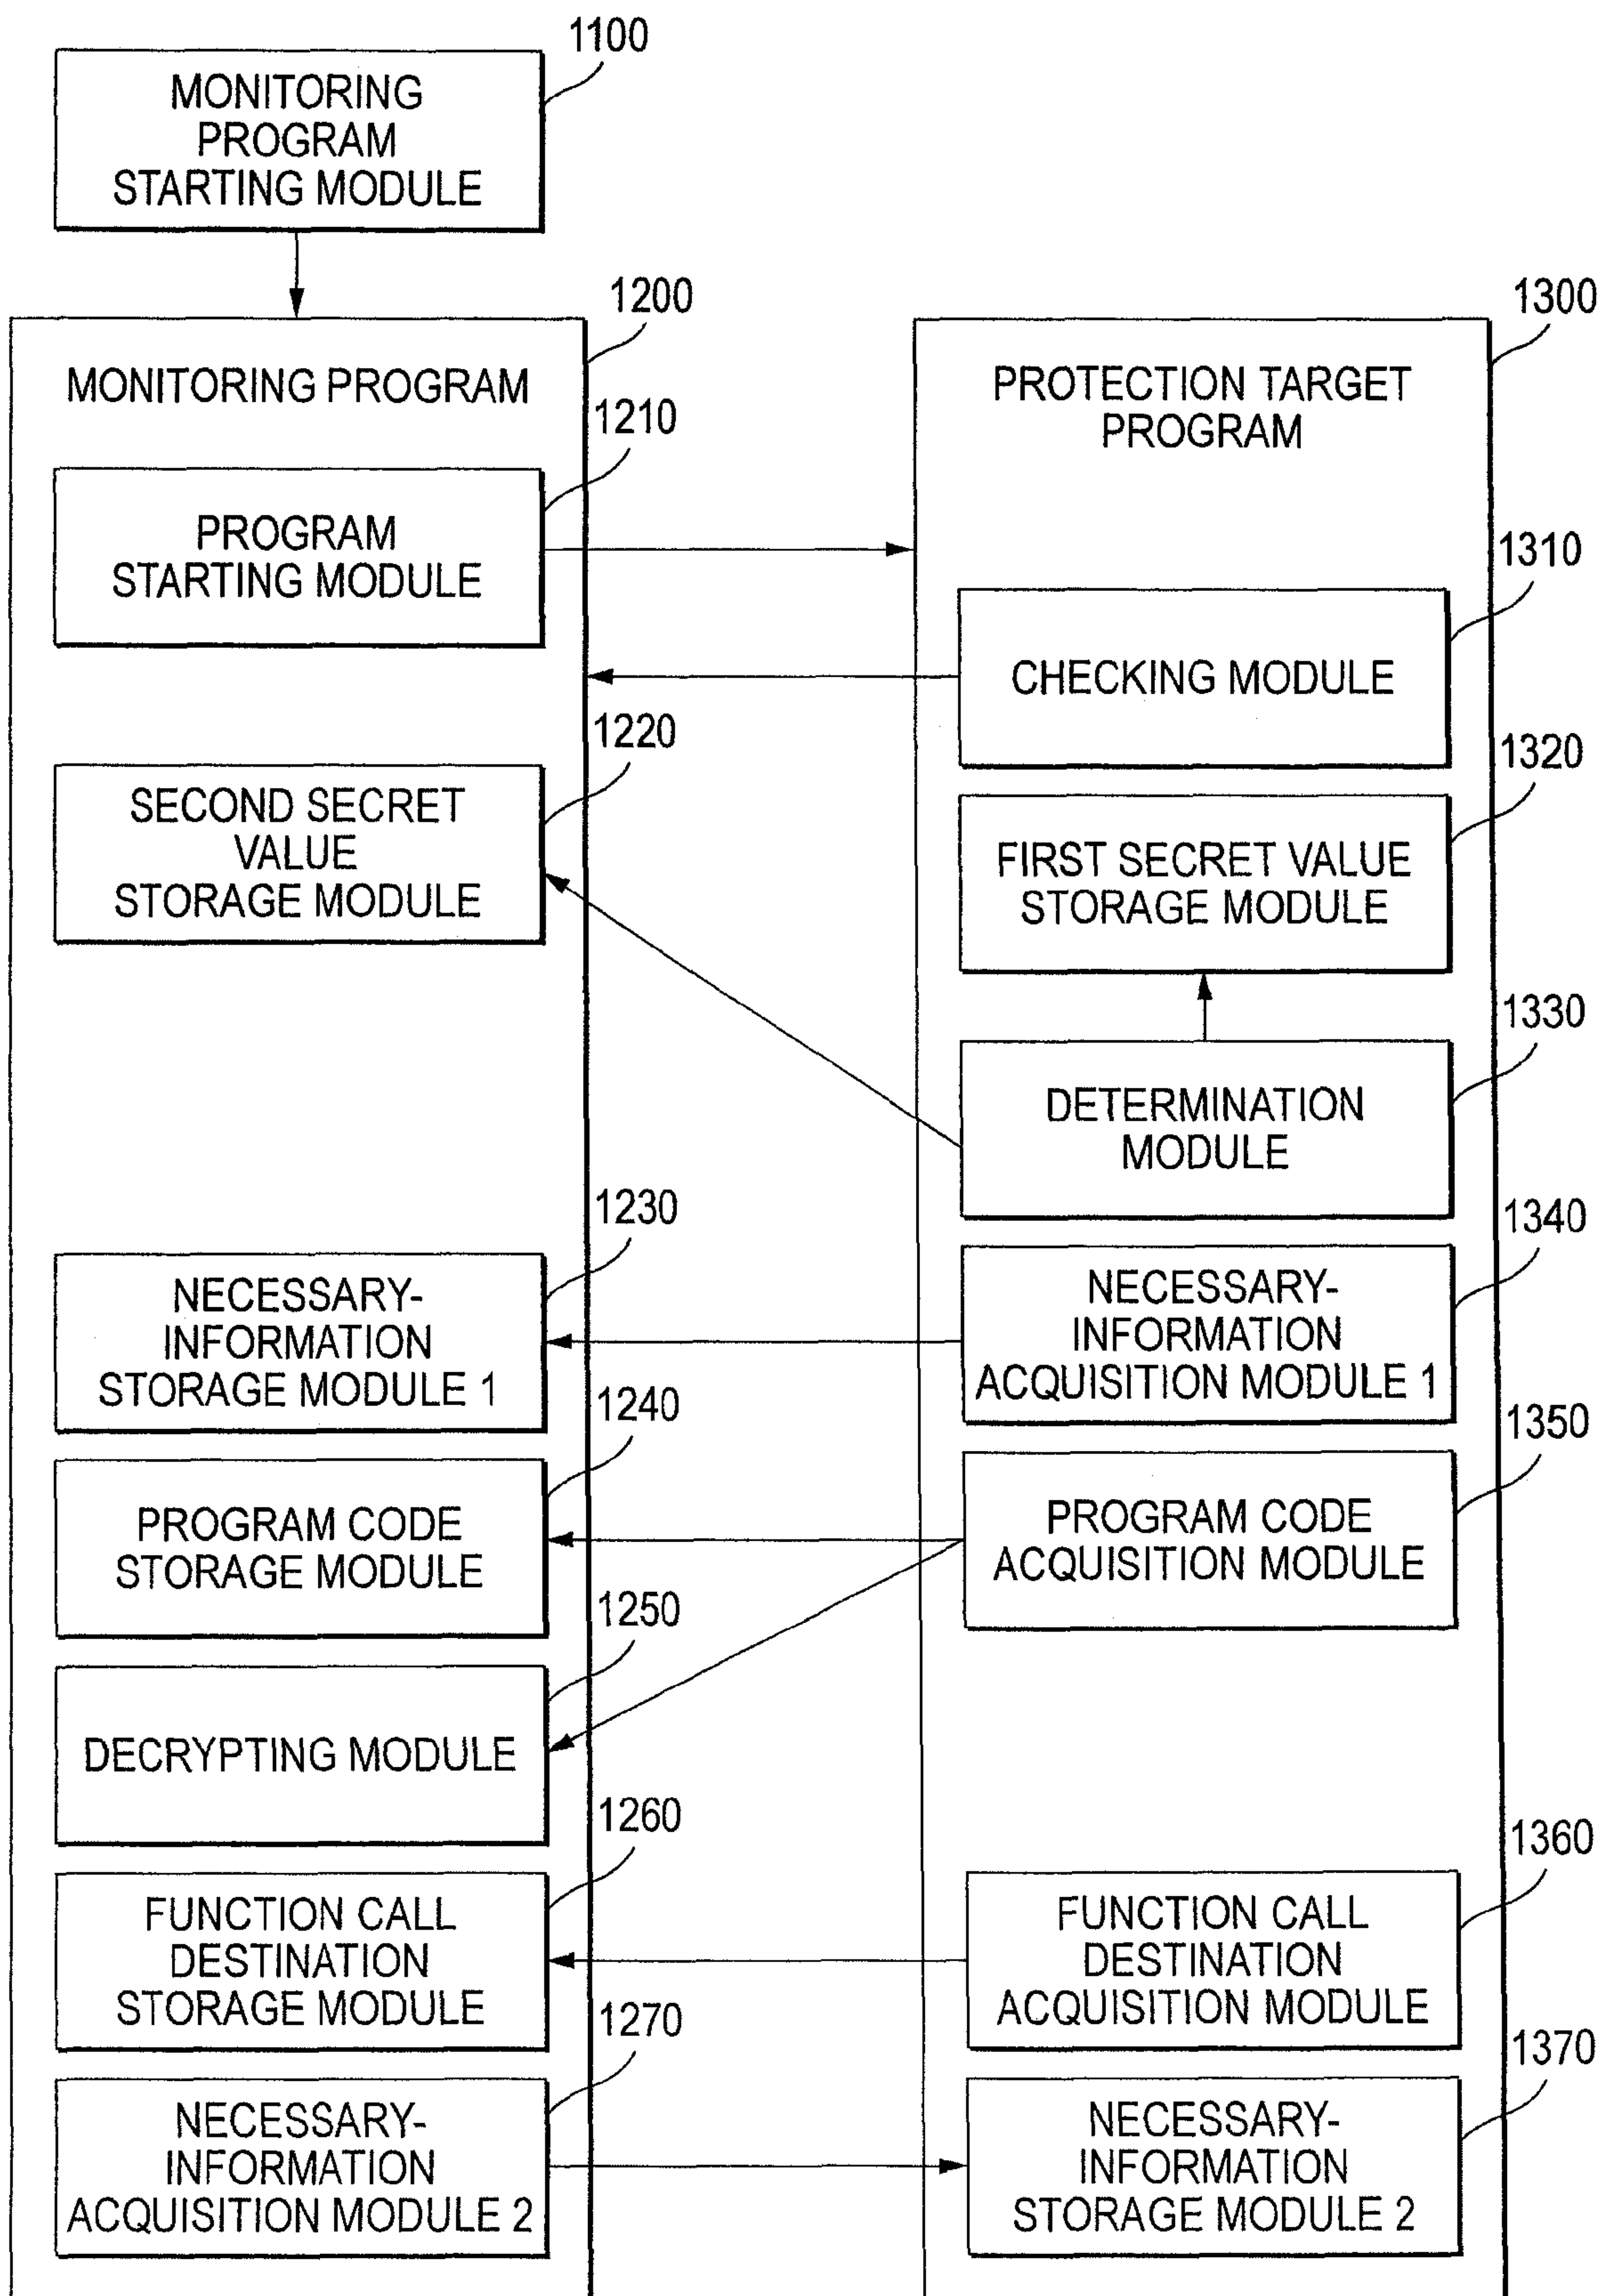 1100
MONITORING
PROGRAM
STARTING MODULE
1200
MONITORING PROGRAM
1210
PROGRAM
STARTING MODULE
1220
SECOND SECRET
VALUE
STORAGE MODULE
1230
NECESSARY-
INFORMATION
STORAGE MODULE 1
1240
PROGRAM CODE
STORAGE MODULE
1250
DECRYPTING MODULE
1260
FUNCTION CALL
DESTINATION
STORAGE MODULE
1270
NECESSARY-
INFORMATION
ACQUISITION MODULE 2
1300
PROTECTION TARGET
PROGRAM
1310
CHECKING MODULE
1320
FIRST SECRET VALUE
STORAGE MODULE
1330
DETERMINATION
MODULE
1340
NECESSARY-
INFORMATION
ACQUISITION MODULE 1
1350
PROGRAM CODE
ACQUISITION MODULE
1360
FUNCTION CALL
DESTINATION
ACQUISITION MODULE
1370
NECESSARY-
INFORMATION
STORAGE MODULE 2